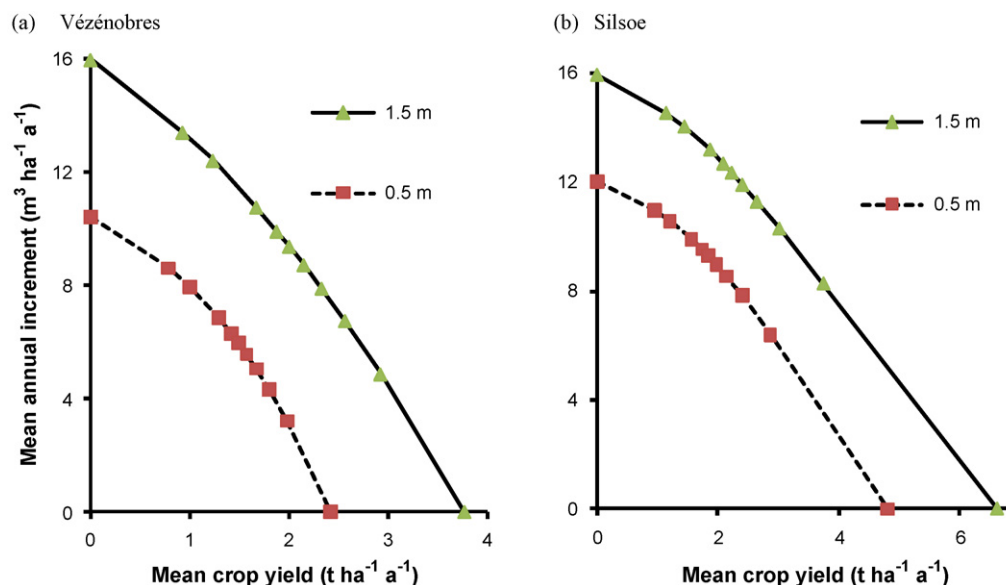 (a) Vézénobres
16
12
8
4
0
0 1 2 3 4
1.5 m
0.5 m
Mean annual increment (m³ ha⁻¹ a⁻¹)
Mean crop yield (t ha⁻¹ a⁻¹)
(b) Silsoe
16
12
8
4
0
0 2 4 6
1.5 m
0.5 m
Mean crop yield (t ha⁻¹ a⁻¹)